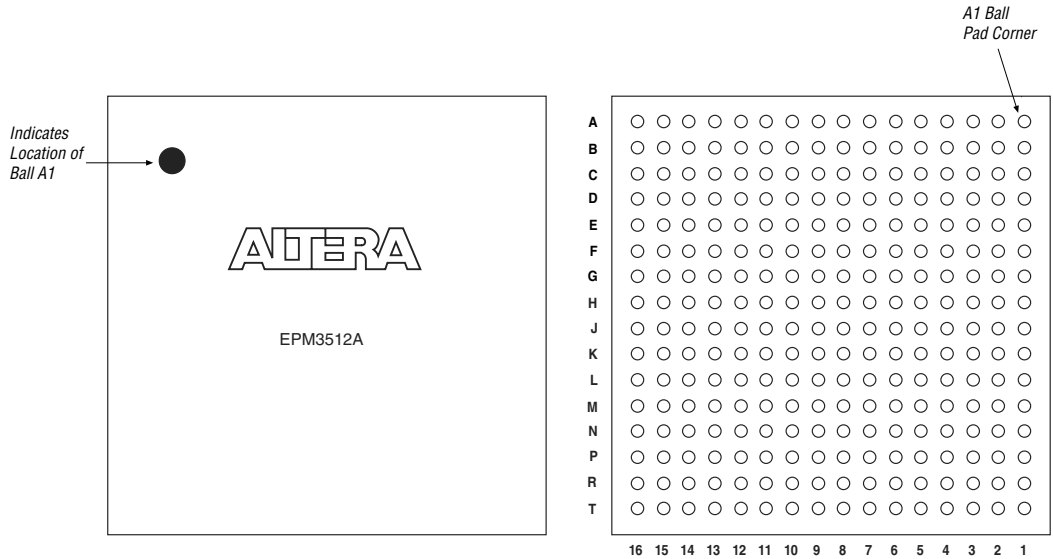 A1 Ball
Pad Corner
Indicates
Location of
Ball A1
ALTERA
EPM3512A
A
B
C
D
E
F
G
H
J
K
L
M
N
P
R
T
16 15 14 13 12 11 10 9 8 7 6 5 4 3 2 1